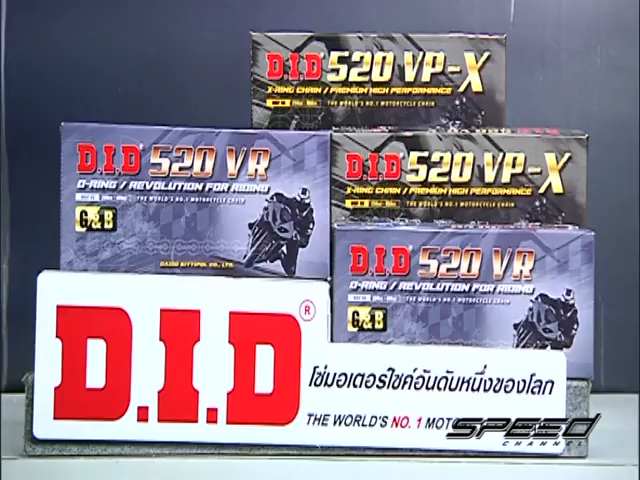 D.I.D 520 VP-X
X-RING CHAIN / PREMIUM HIGH PERFORMANCE
THE WORLD'S NO.1 MOTORCYCLE CHAIN
D.I.D 520 VR
O-RING / REVOLUTION FOR RIDING
THE WORLD'S NO.1 MOTORCYCLE CHAIN
G&B
DAIDO SITTIPOL CO., LTD.
D.I.D 520 VP-X
X-RING CHAIN / PREMIUM HIGH PERFORMANCE
THE WORLD'S NO.1 MOTORCYCLE CHAIN
D.I.D 520 VR
O-RING / REVOLUTION FOR RIDING
THE WORLD'S NO.1 MOTORCYCLE CHAIN
G&B
D.I.D®
โซ่มอเตอร์ไซค์อันดับหนึ่งของโลก
THE WORLD'S NO. 1 MOTO
SPEED
CHANNEL